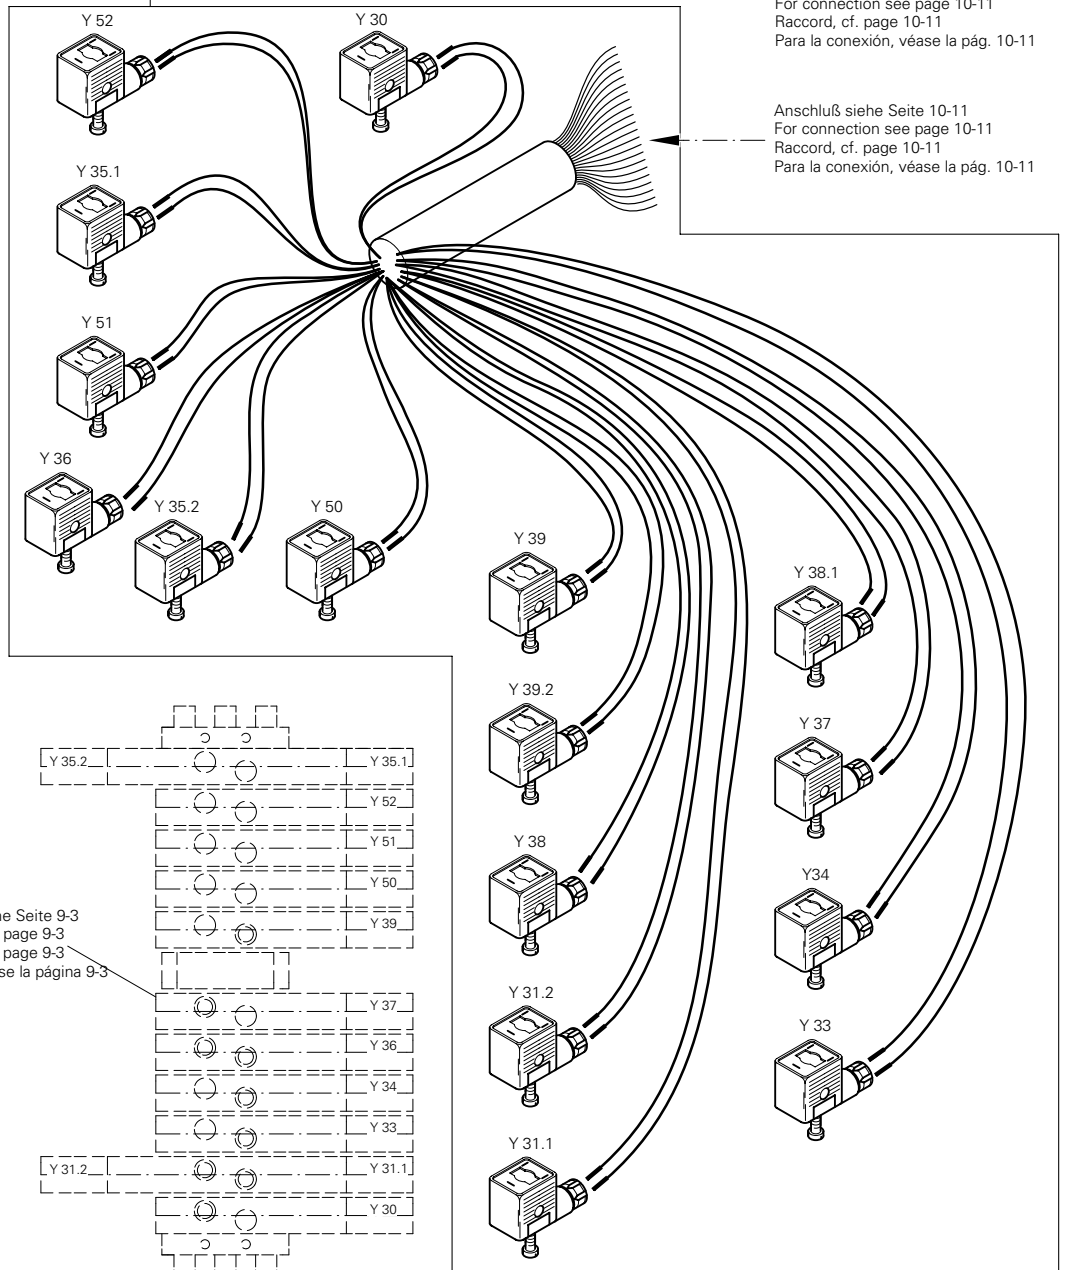 For connection see page 10-11
Raccord, cf. page 10-11
Para la conexión, véase la pág. 10-11
Y 52
Y 30
Anschluß siehe Seite 10-11
For connection see page 10-11
Raccord, cf. page 10-11
Para la conexión, véase la pág. 10-11
Y 35.1
Y 51
Y 36
Y 35.2
Y 50
Y 39
Y 38.1
Y 39.2
Y 37
Y 38
Y34
Y 31.2
Y 33
Y 31.1
Y 35.2
Y 35.1
Y 52
Y 51
Y 50
Y 39
Seite 9-3
page 9-3
page 9-3
la página 9-3
Y 37
Y 36
Y 34
Y 33
Y 31.2
Y 31.1
Y 30